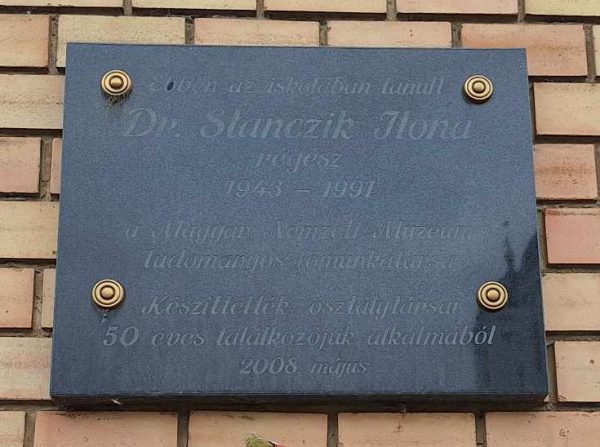 Ebben az iskolában tanult
Dr. Stanczik Ilona
régész
1943 – 1991
a Magyar Nemzeti Múzeum
tudományos főmunkatársa
Készíttették osztálytársai
50 éves találkozójuk alkalmából
2008. május